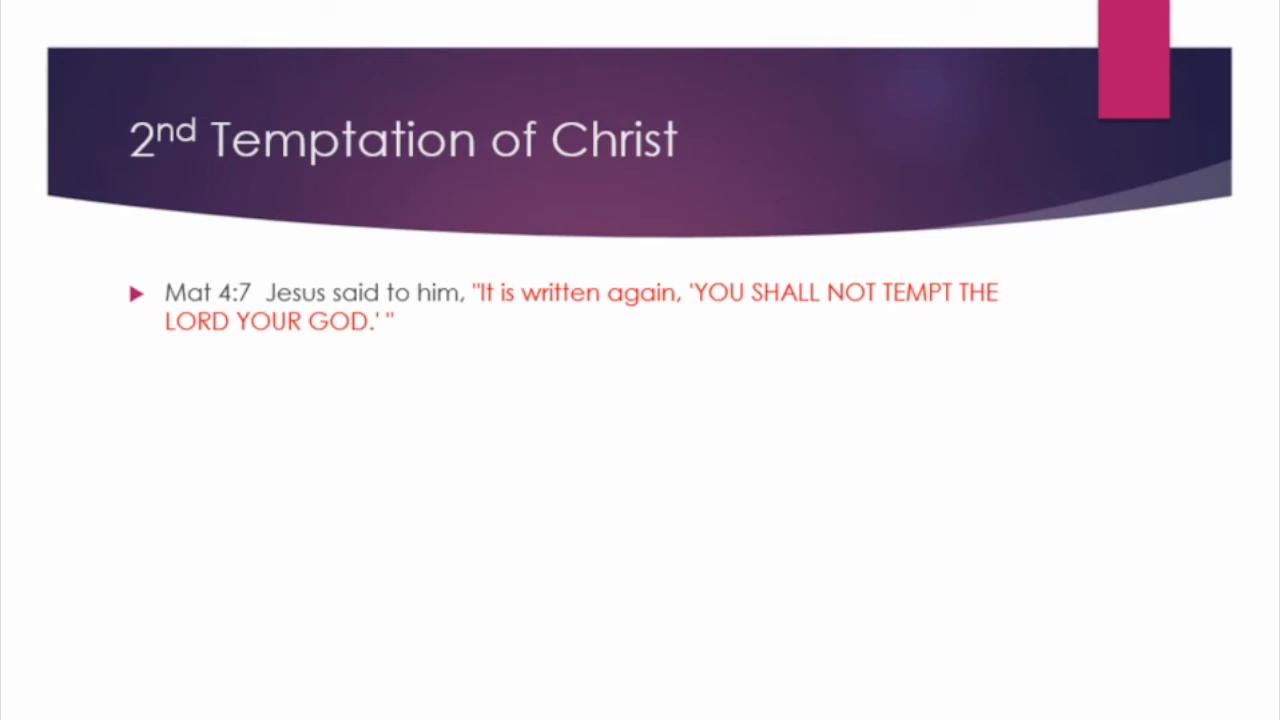 2nd Temptation of Christ
Mat 4:7  Jesus said to him, "It is written again, 'YOU SHALL NOT TEMPT THE
LORD YOUR GOD.' "